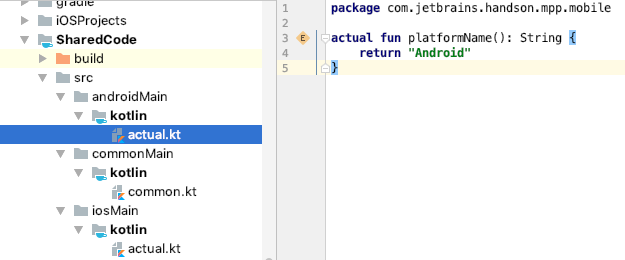 gradle
iOSProjects
SharedCode
build
src
androidMain
kotlin
actual.kt
commonMain
kotlin
common.kt
iosMain
kotlin
actual.kt
1 package com.jetbrains.handson.mpp.mobile
2
3 E actual fun platformName(): String {
4 return "Android"
5 }